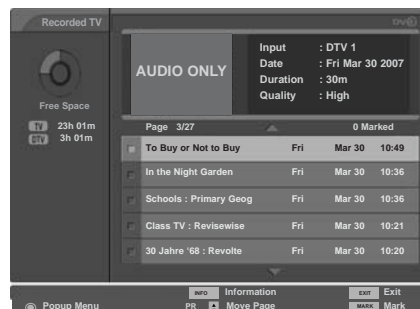 Recorded TV
DVR
AUDIO ONLY
Input : DTV 1
Date : Fri Mar 30 2007
Duration : 30m
Quality : High
Free Space
TV 23h 01m
DTV 3h 01m
Page 3/27 0 Marked
To Buy or Not to Buy Fri Mar 30 10:49
In the Night Garden Fri Mar 30 10:36
Schools : Primary Geog Fri Mar 30 10:36
Class TV : Revisewise Fri Mar 30 10:21
30 Jahre '68 : Revolte Fri Mar 30 10:20
INFO Information EXIT Exit
Popup Menu PR Move Page MARK Mark